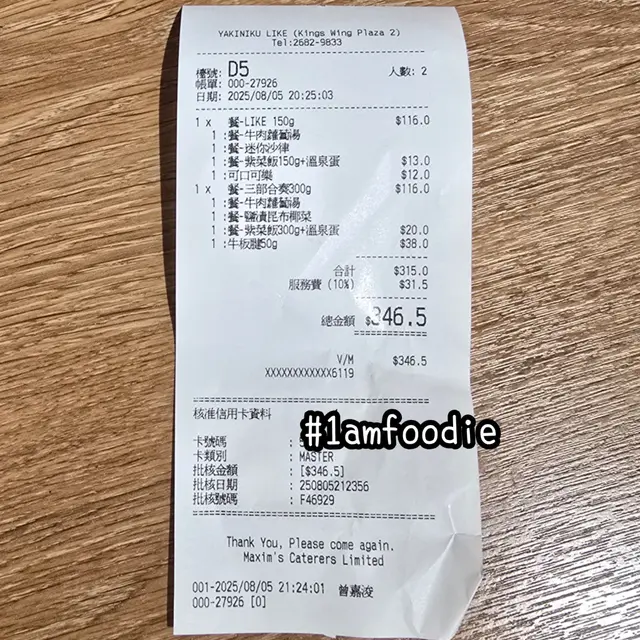 YAKINIKU LIKE (Kings Wing Plaza 2)
Tel:2682-9833
檯號: D5 人數: 2
帳單: 000-27926
日期: 2025/08/05 20:25:03
1 x 餐-LIKE 150g $116.0
1 :餐-牛肉蘿蔔湯
1 :餐-迷你沙律
1 :餐-紫菜飯150g+溫泉蛋 $13.0
1 :可口可樂 $12.0
1 x 餐-三部合奏300g $116.0
1 :餐-牛肉蘿蔔湯
1 :餐-鹽漬昆布椰菜
1 :餐-紫菜飯300g+溫泉蛋 $20.0
1 :牛板腱50g $38.0
合計 $315.0
服務費 (10%) $31.5
總金額 $346.5
V/M $346.5
XXXXXXXXXXXX6119
核准信用卡資料
#1amfoodie
卡號碼 :
卡類別 : MASTER
批核金額 : [$346.5]
批核日期 : 250805212356
批核號碼 : F46929
Thank You, Please come again.
Maxim's Caterers Limited
001-2025/08/05 21:24:01 曾嘉浚
000-27926 [0]